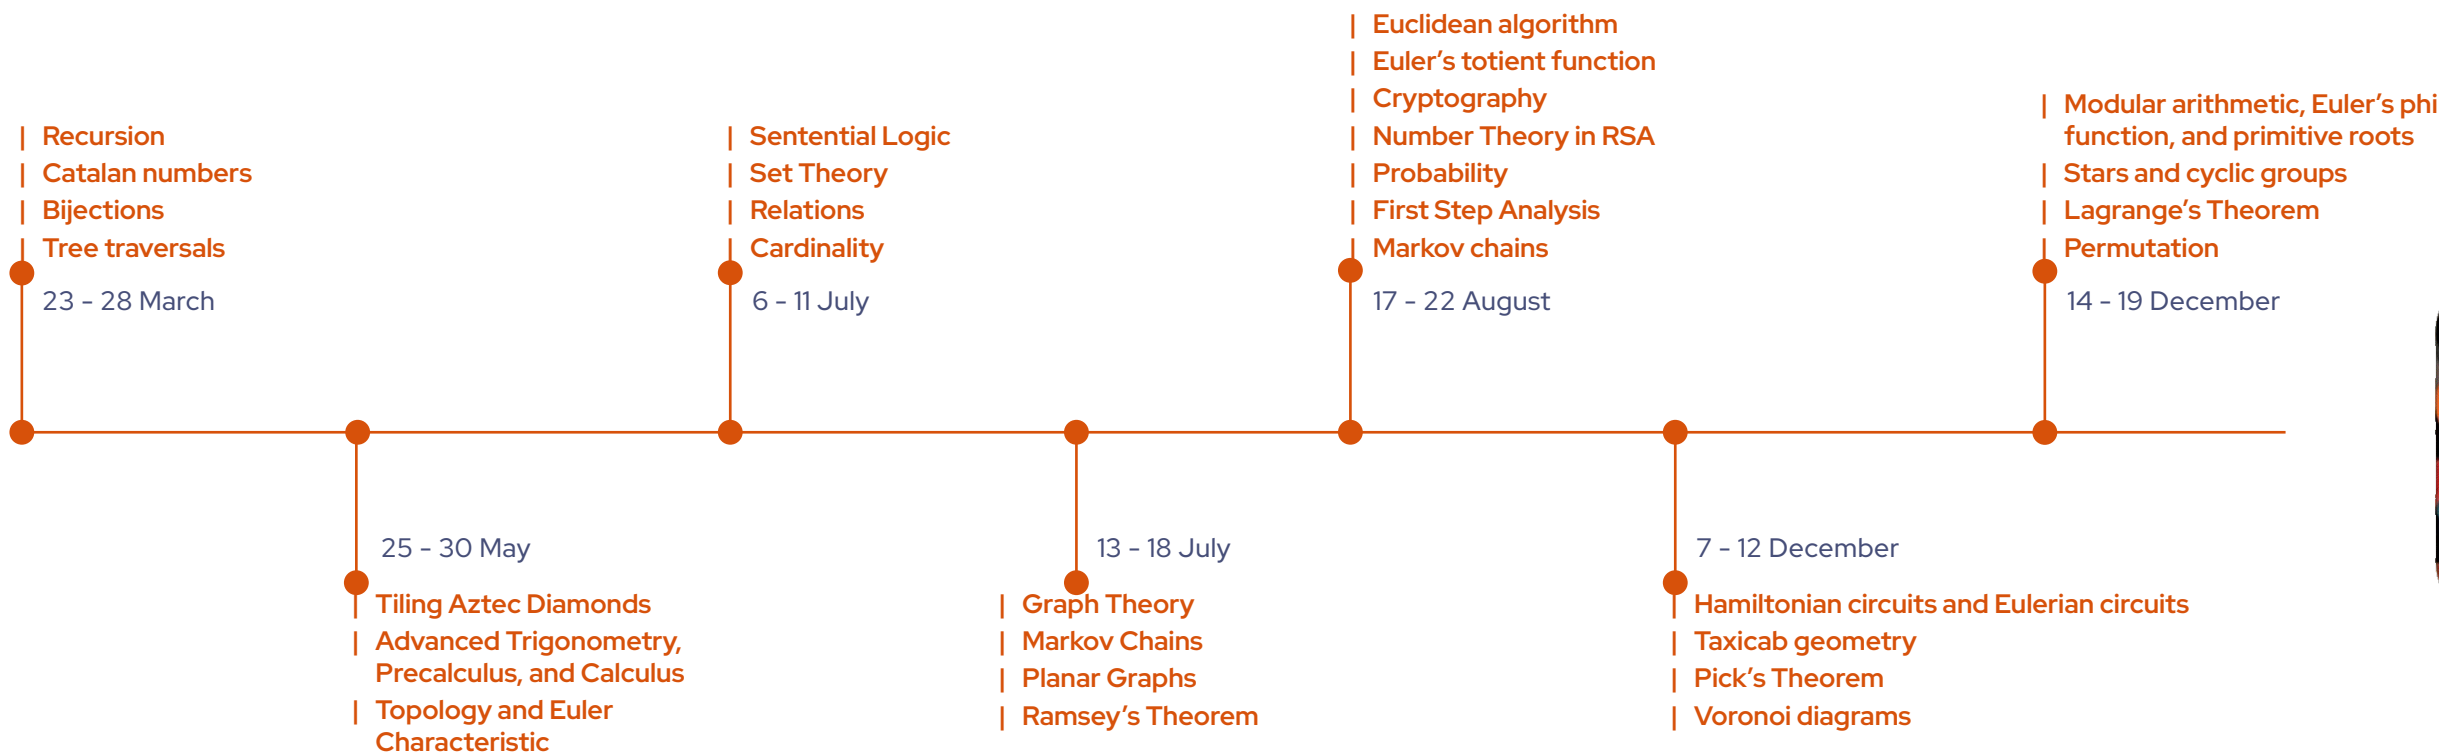 Recursion
Catalan numbers
Bijections
Tree traversals
23 - 28 March
25 - 30 May
Tiling Aztec Diamonds
Advanced Trigonometry,
Precalculus, and Calculus
Topology and Euler
Characteristic
Sentential Logic
Set Theory
Relations
Cardinality
6 - 11 July
13 - 18 July
Graph Theory
Markov Chains
Planar Graphs
Ramsey's Theorem
Euclidean algorithm
Euler's totient function
Cryptography
Number Theory in RSA
Probability
First Step Analysis
Markov chains
17 - 22 August
7 - 12 December
Hamiltonian circuits and Eulerian circuits
Taxicab geometry
Pick's Theorem
Voronoi diagrams
Modular arithmetic, Euler's phi
function, and primitive roots
Stars and cyclic groups
Lagrange's Theorem
Permutation
14 - 19 December